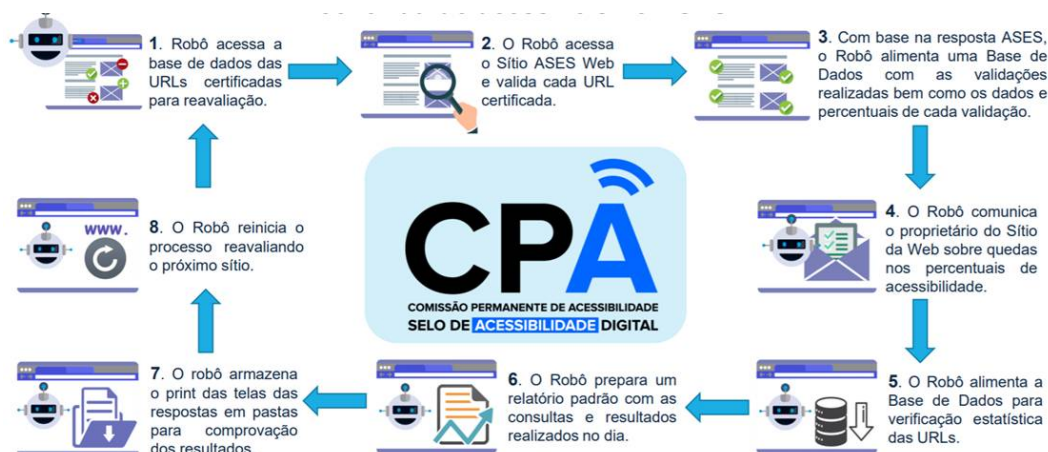 1. Robô acessa a
base de dados das
URLs certificadas
para reavaliação.
2. O Robô acessa
o Sítio ASES Web
e valida cada URL
certificada.
3. Com base na resposta ASES,
o Robô alimenta uma Base de
Dados com as validações
realizadas bem como os dados e
percentuais de cada validação.
4. O Robô comunica
o proprietário do Sítio
da Web sobre quedas
nos percentuais de
acessibilidade.
5. O Robô alimenta a
Base de Dados para
verificação estatística
das URLs.
6. O Robô prepara um
relatório padrão com as
consultas e resultados
realizados no dia.
7. O robô armazena
o print das telas das
respostas em pastas
para comprovação
dos resultados
www.
8. O Robô reinicia o
processo reavaliando
o próximo sítio.
CPA
COMISSÃO PERMANENTE DE ACESSIBILIDADE
SELO DE ACESSIBILIDADE DIGITAL